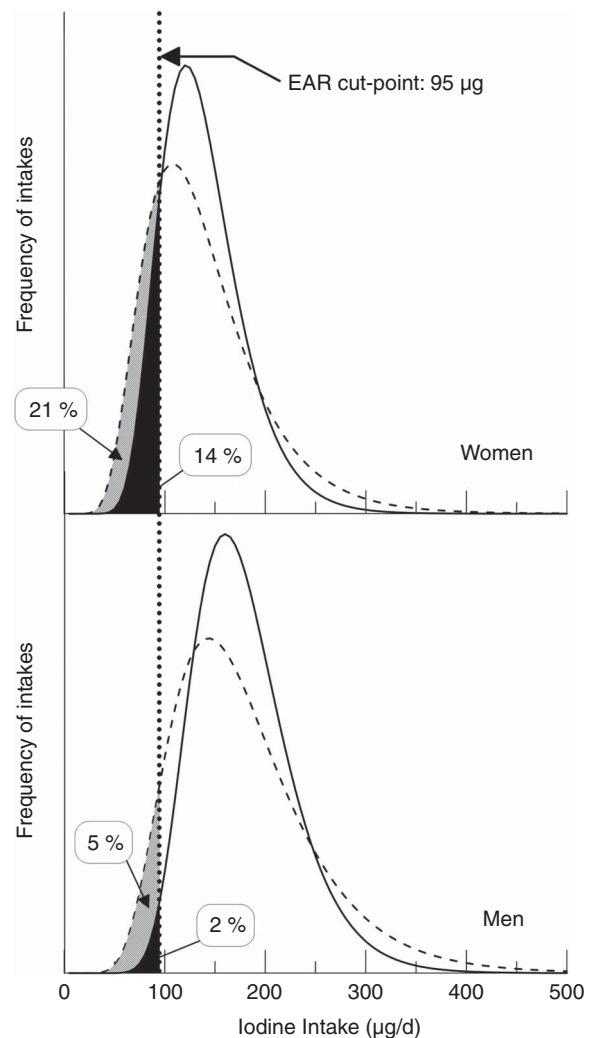 EAR cut-point: 95 µg
Frequency of intakes
21 %
14 %
Women
Frequency of intakes
5 %
2 %
Men
0 100 200 300 400 500
Iodine Intake (µg/d)